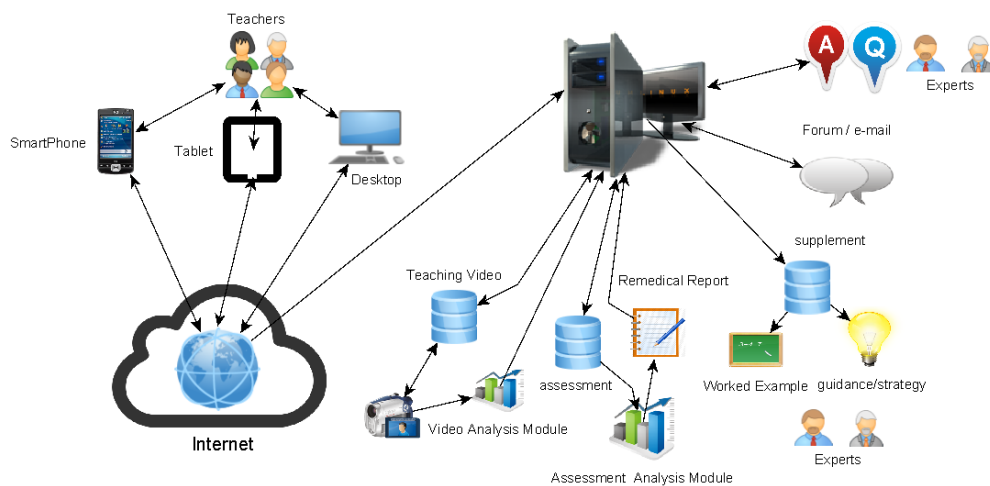 Teachers
SmartPhone
Tablet
Desktop
Internet
A
Q
Experts
Forum / e-mail
supplement
Teaching Video
Remedical Report
assessment
Worked Example
guidance/strategy
Video Analysis Module
Experts
Assessment Analysis Module